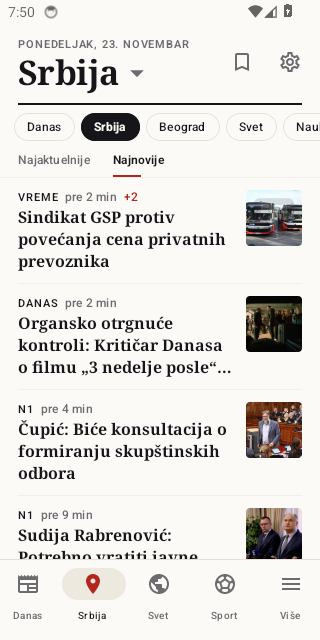 7:50
PONEDELJAK, 23. NOVEMBAR
Srbija
Danas Srbija Beograd Svet Nauk
Najaktuelnije Najnovije
VREME pre 2 min +2
Sindikat GSP protiv
povećanja cena privatnih
prevoznika
DANAS pre 2 min
Organsko otrgnuće
kontroli: Kritičar Danasa
o filmu „3 nedelje posle“...
N1 pre 4 min
Čupić: Biće konsultacija o
formiranju skupštinskih
odbora
N1 pre 9 min
Sudija Rabrenović:
Potrebno vratiti javne
Danas Srbija Svet Sport Više